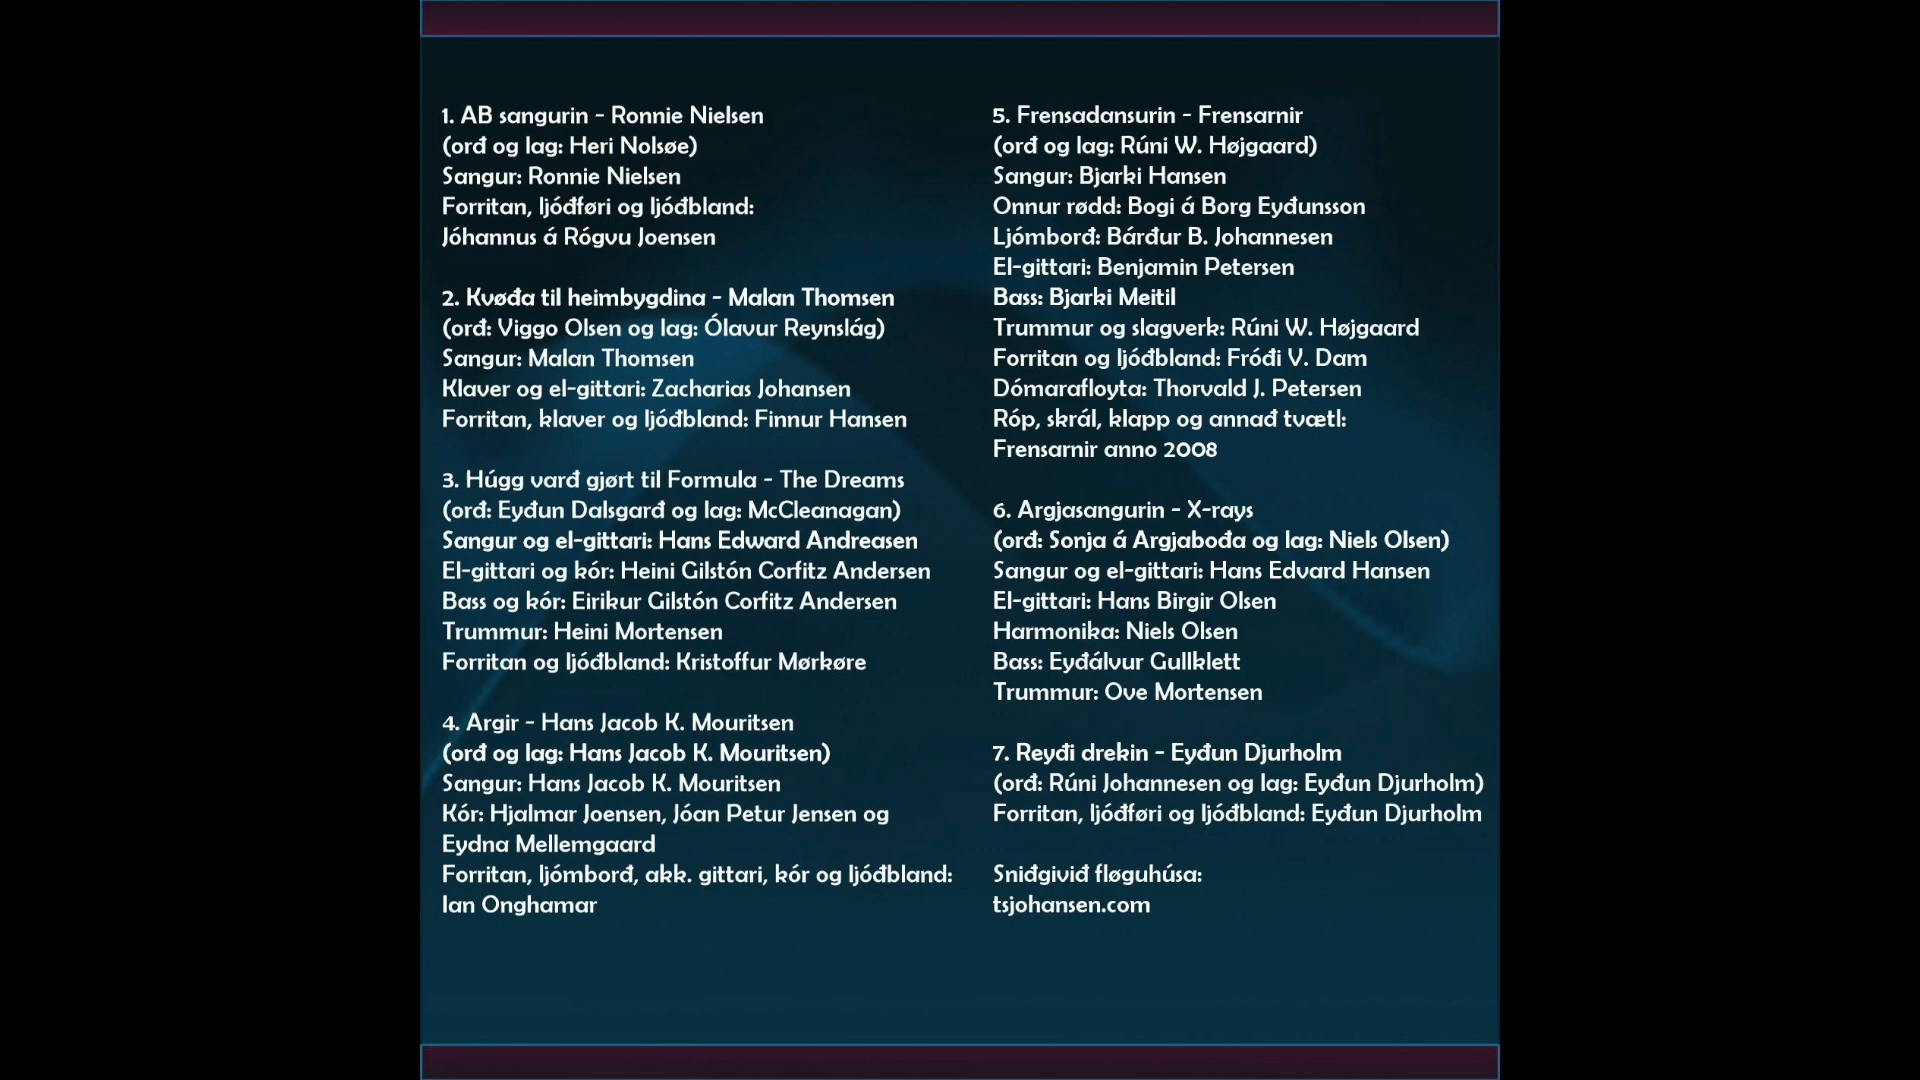 1. AB sangurin - Ronnie Nielsen
(orð og lag: Heri Nolsøe)
Sangur: Ronnie Nielsen
Forritan, ljóðføri og ljóðbland:
Jóhannus á Rógvu Joensen
2. Kvøða til heimbygdina - Malan Thomsen
(orð: Viggo Olsen og lag: Ólavur Reynslág)
Sangur: Malan Thomsen
Klaver og el-gittari: Zacharias Johansen
Forritan, klaver og ljóðbland: Finnur Hansen
3. Húgg varð gjørt til Formula - The Dreams
(orð: Eyðun Dalsgarð og lag: McCleanagan)
Sangur og el-gittari: Hans Edward Andreasen
El-gittari og kór: Heini Gilstón Corfitz Andersen
Bass og kór: Eirikur Gilstón Corfitz Andersen
Trummur: Heini Mortensen
Forritan og ljóðbland: Kristoffur Mørkøre
4. Argir - Hans Jacob K. Mouritsen
(orð og lag: Hans Jacob K. Mouritsen)
Sangur: Hans Jacob K. Mouritsen
Kór: Hjalmar Joensen, Jóan Petur Jensen og
Eydna Mellemgaard
Forritan, ljómborð, akk. gittari, kór og ljóðbland:
Ian Onghamar
5. Frensadansurin - Frensarnir
(orð og lag: Rúni W. Højgaard)
Sangur: Bjarki Hansen
Onnur rødd: Bogi á Borg Eyðunsson
Ljómborð: Bárður B. Johannesen
El-gittari: Benjamin Petersen
Bass: Bjarki Meitil
Trummur og slagverk: Rúni W. Højgaard
Forritan og ljóðbland: Fróði V. Dam
Dómarafloyta: Thorvald J. Petersen
Róp, skrál, klapp og annað tvætl:
Frensarnir anno 2008
6. Argjasangurin - X-rays
(orð: Sonja á Argjaboða og lag: Niels Olsen)
Sangur og el-gittari: Hans Edvard Hansen
El-gittari: Hans Birgir Olsen
Harmonika: Niels Olsen
Bass: Eyðálvur Gullklett
Trummur: Ove Mortensen
7. Reyði drekin - Eyðun Djurholm
(orð: Rúni Johannesen og lag: Eyðun Djurholm)
Forritan, ljóðføri og ljóðbland: Eyðun Djurholm
Sniðgivið fløguhúsa:
tsjohansen.com